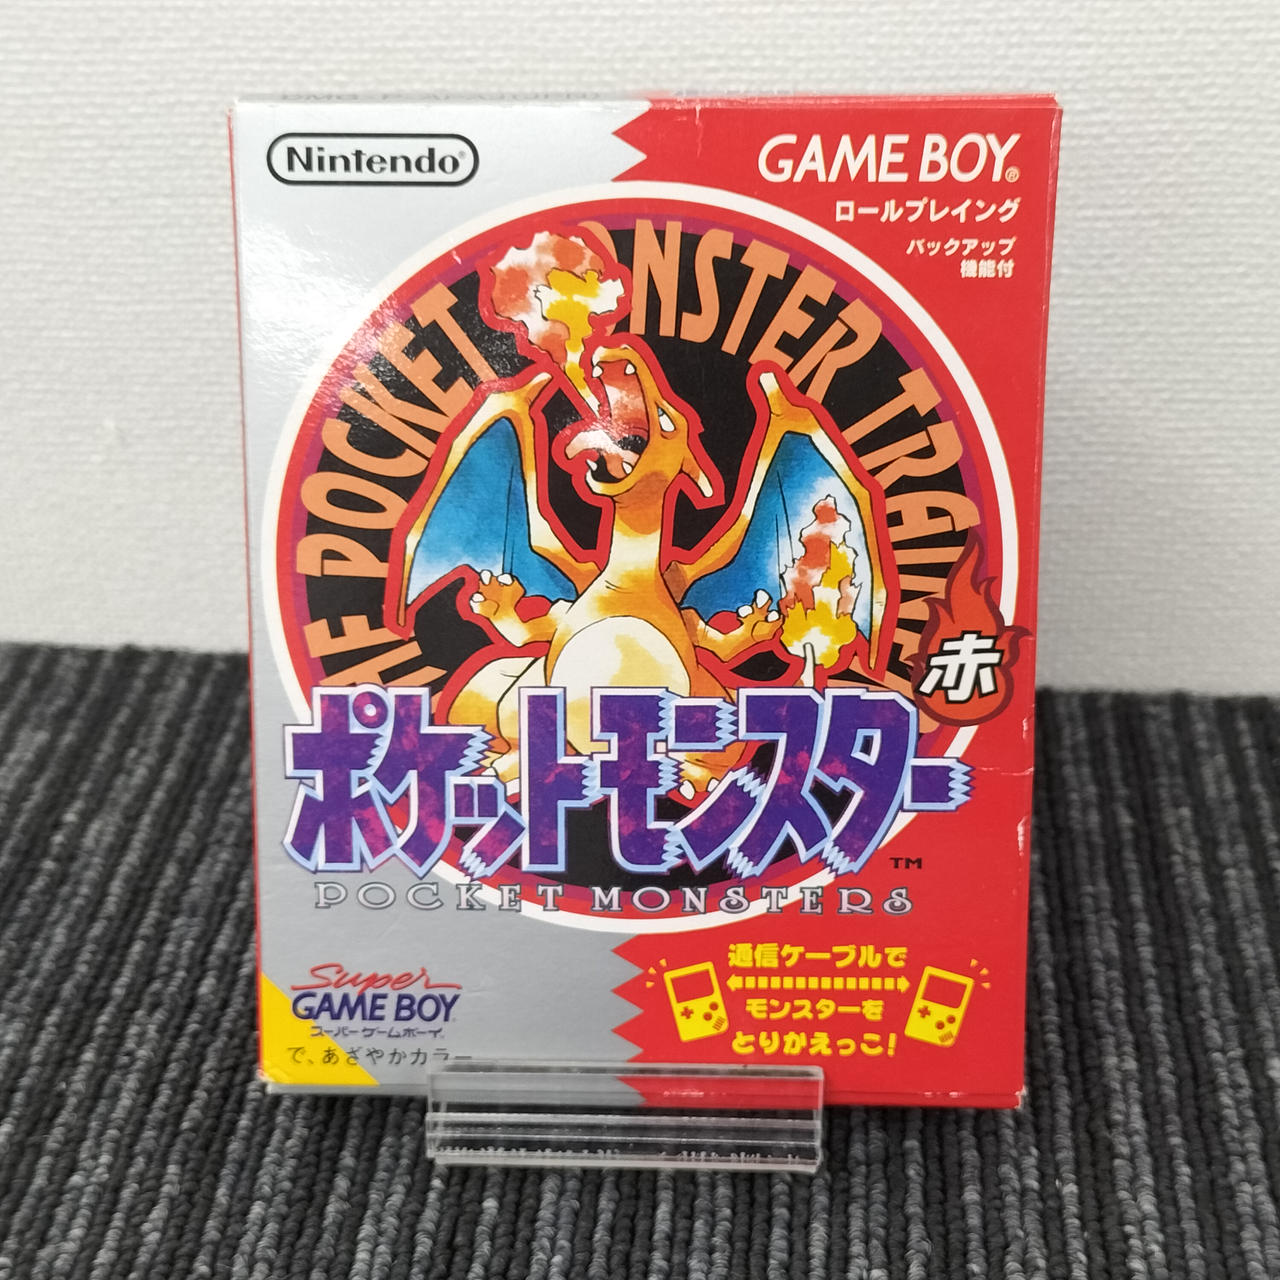 Nintendo®
GAME BOY®
ロールプレイング
バックアップ
機能付
POCKET MONSTER TRAINE
赤
ポケットモンスター
™
POCKET MONSTERS
Super
GAME BOY
スーパーゲームボーイ
で、あざやかカラー
通信ケーブルで
モンスターを
とりかえっこ!